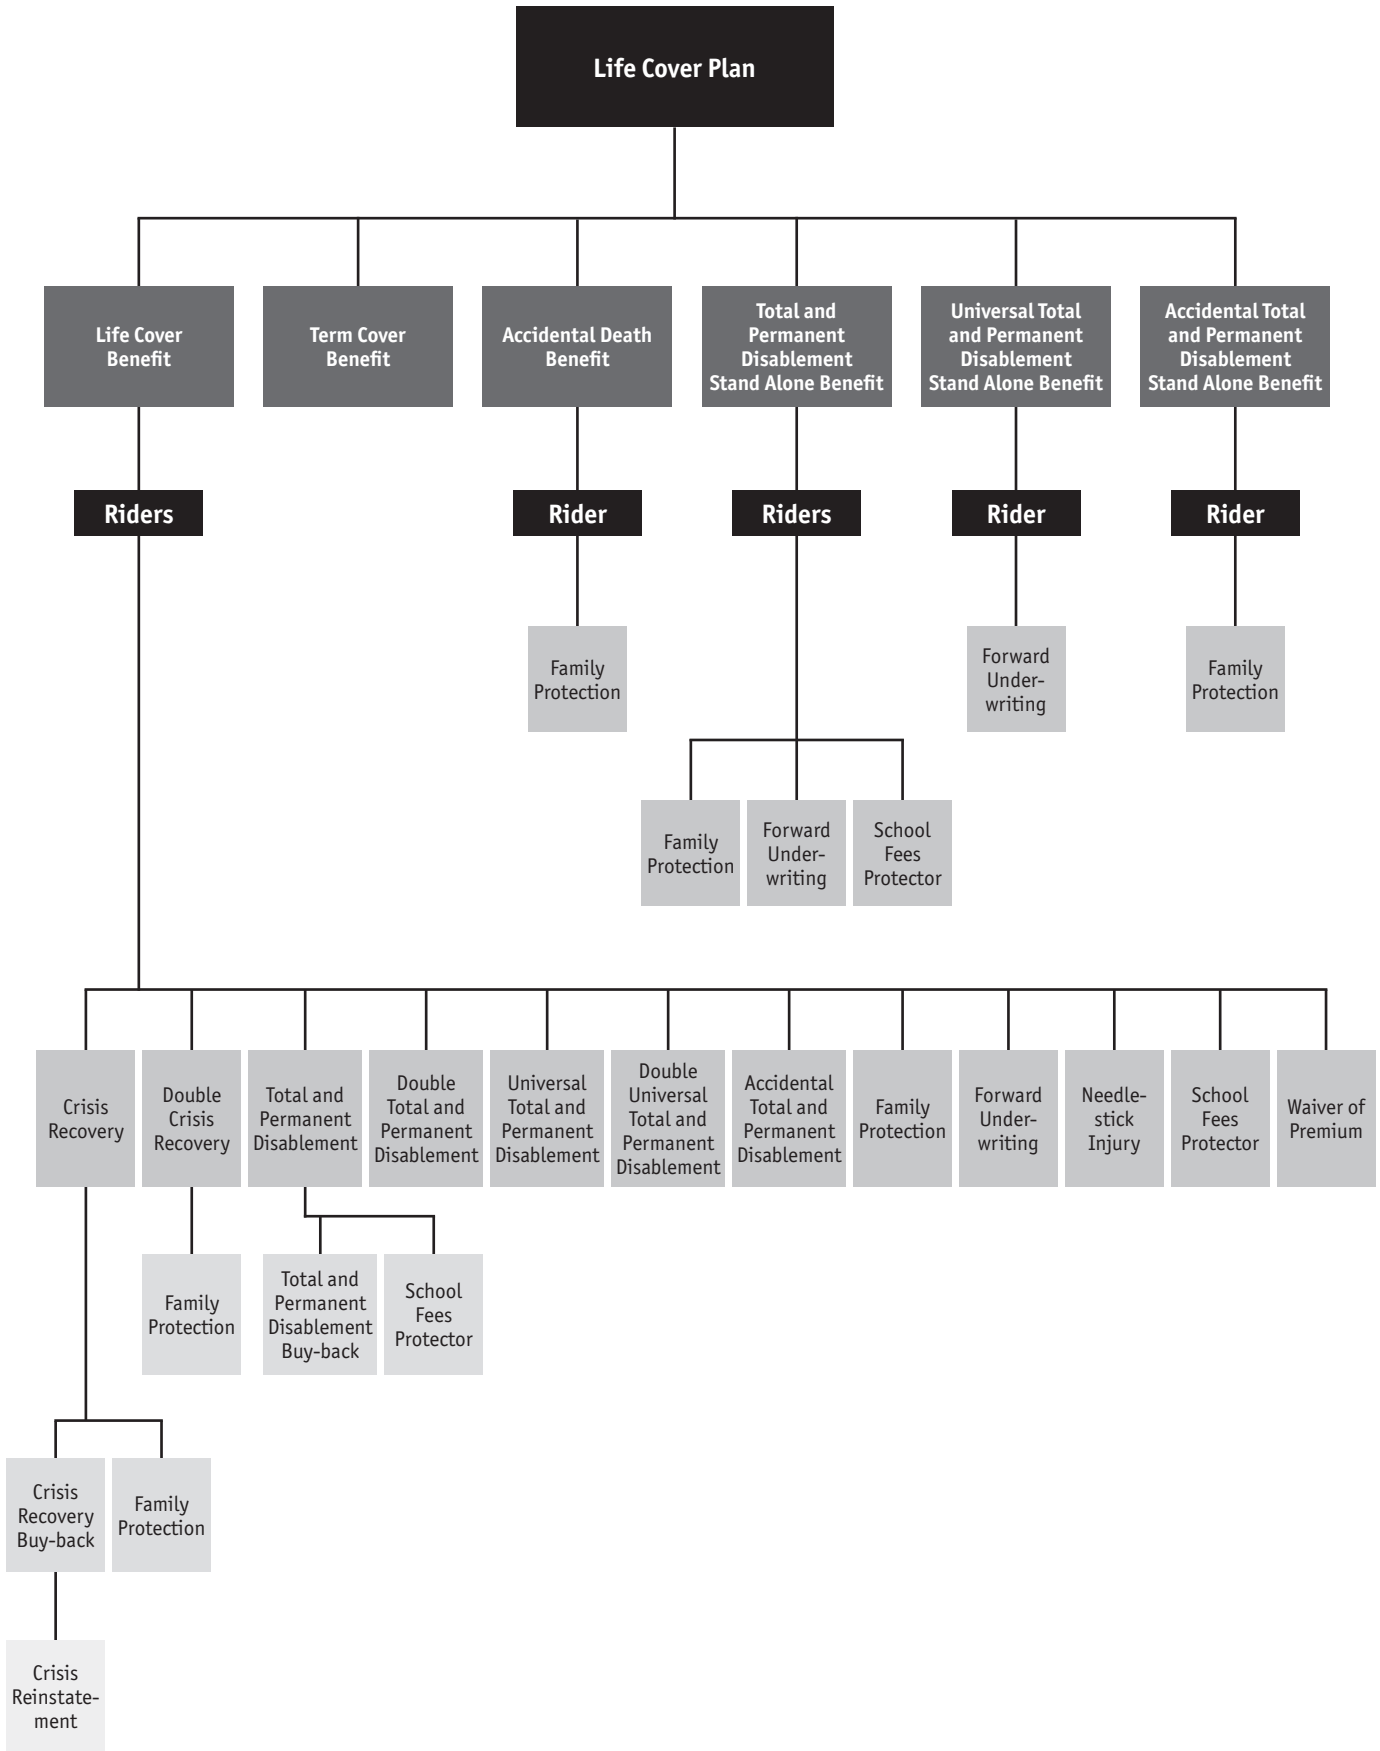 Life Cover Plan
Life Cover
Benefit
Term Cover
Benefit
Accidental Death
Benefit
Total and
Permanent
Disablement
Stand Alone Benefit
Universal Total
and Permanent
Disablement
Stand Alone Benefit
Accidental Total
and Permanent
Disablement
Stand Alone Benefit
Riders
Rider
Riders
Rider
Rider
Family
Protection
Forward
Under-
writing
Family
Protection
Family
Protection
Forward
Under-
writing
School
Fees
Protector
Crisis
Recovery
Double
Crisis
Recovery
Total and
Permanent
Disablement
Double
Total and
Permanent
Disablement
Universal
Total and
Permanent
Disablement
Double
Universal
Total and
Permanent
Disablement
Accidental
Total and
Permanent
Disablement
Family
Protection
Forward
Under-
writing
Needle-
stick
Injury
School
Fees
Protector
Waiver of
Premium
Family
Protection
Total and
Permanent
Disablement
Buy-back
School
Fees
Protector
Crisis
Recovery
Buy-back
Family
Protection
Crisis
Reinstate-
ment